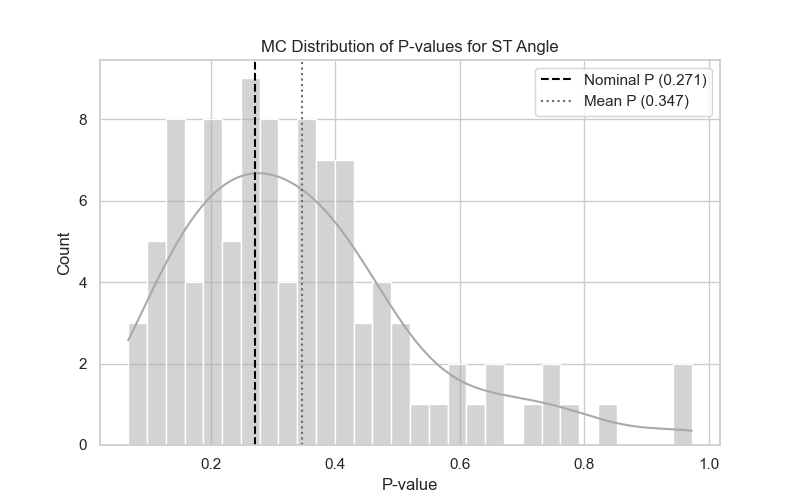 MC Distribution of P-values for ST Angle
Nominal P (0.271)
Mean P (0.347)
8
6
4
2
0
Count
0.2 0.4 0.6 0.8 1.0
P-value